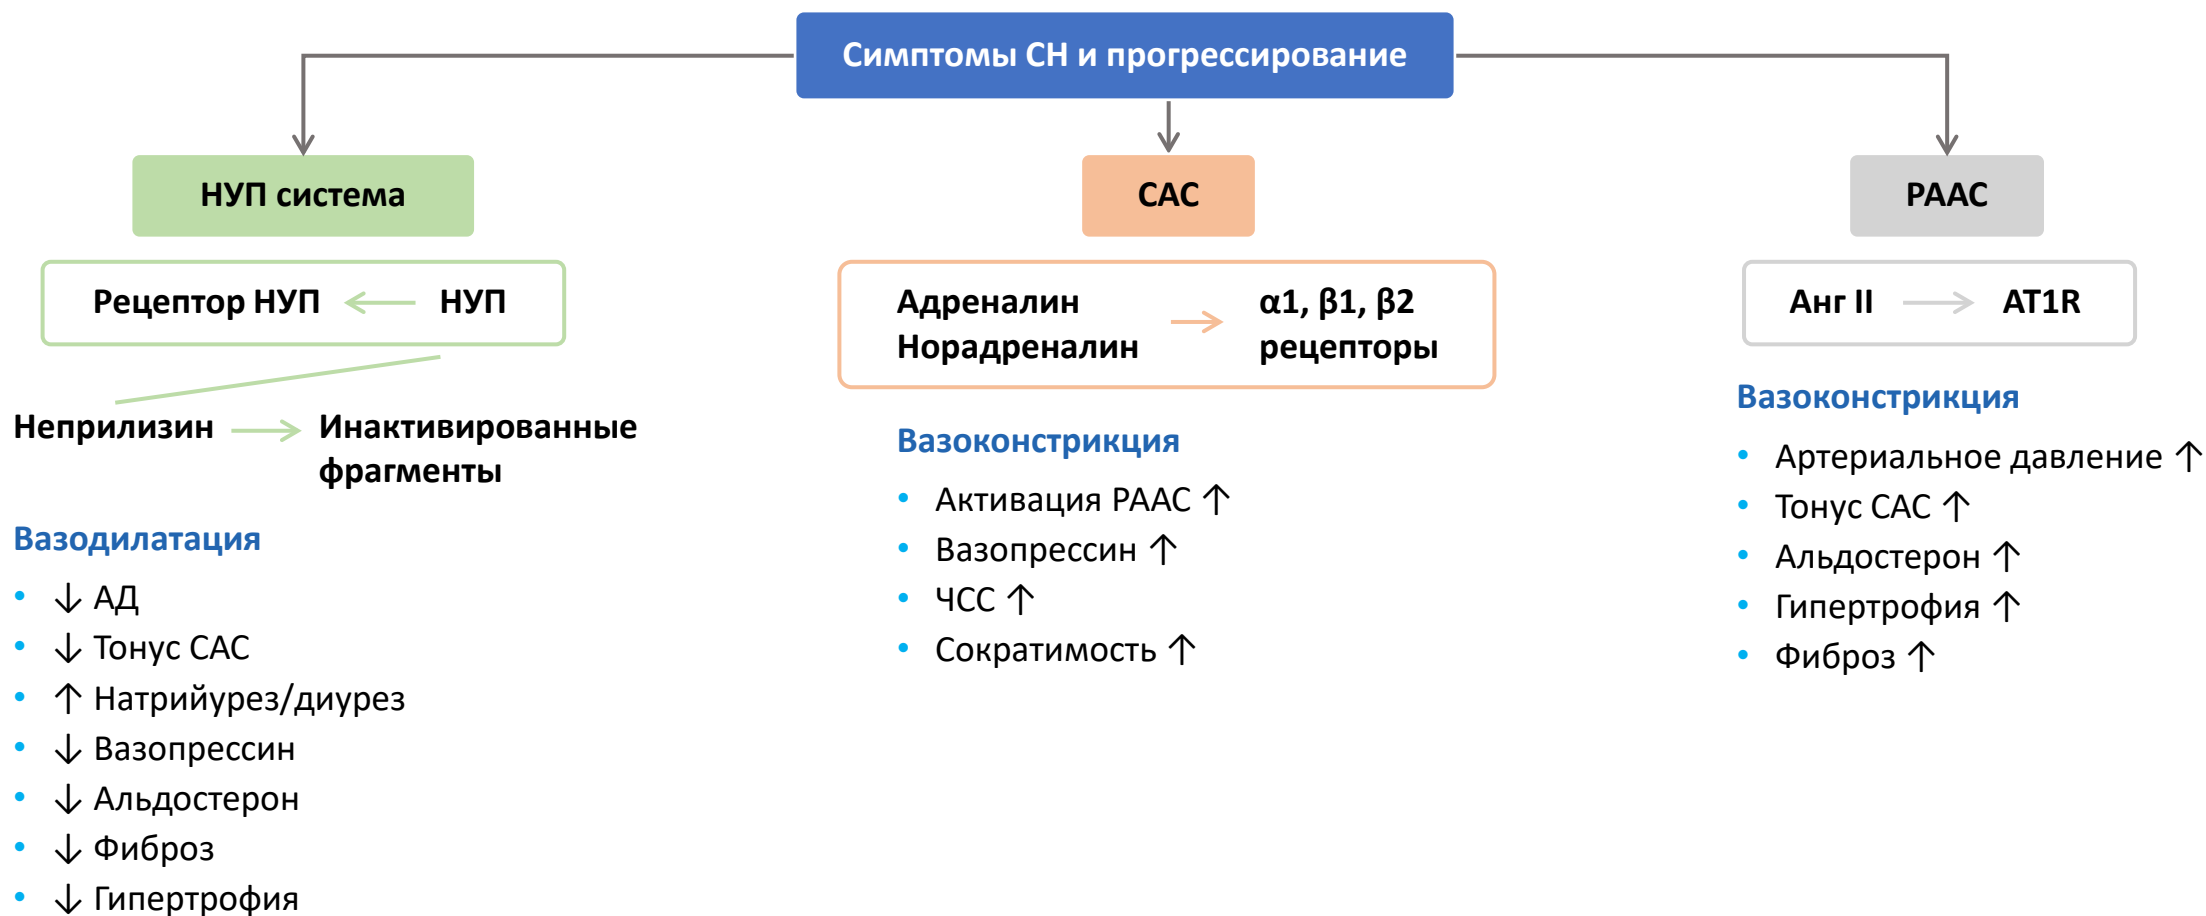 Симптомы СН и прогрессирование
НУП система
Рецептор НУП ← НУП
Неприлизин → Инактивированные
фрагменты
Вазодилатация
• ↓ АД
• ↓ Тонус САС
• ↑ Натрийурез/диурез
• ↓ Вазопрессин
• ↓ Альдостерон
• ↓ Фиброз
• ↓ Гипертрофия
САС
Адреналин → α1, β1, β2
Норадреналин рецепторы
Вазоконстрикция
• Активация РААС ↑
• Вазопрессин ↑
• ЧСС ↑
• Сократимость ↑
РААС
Анг II → AT1R
Вазоконстрикция
• Артериальное давление ↑
• Тонус САС ↑
• Альдостерон ↑
• Гипертрофия ↑
• Фиброз ↑